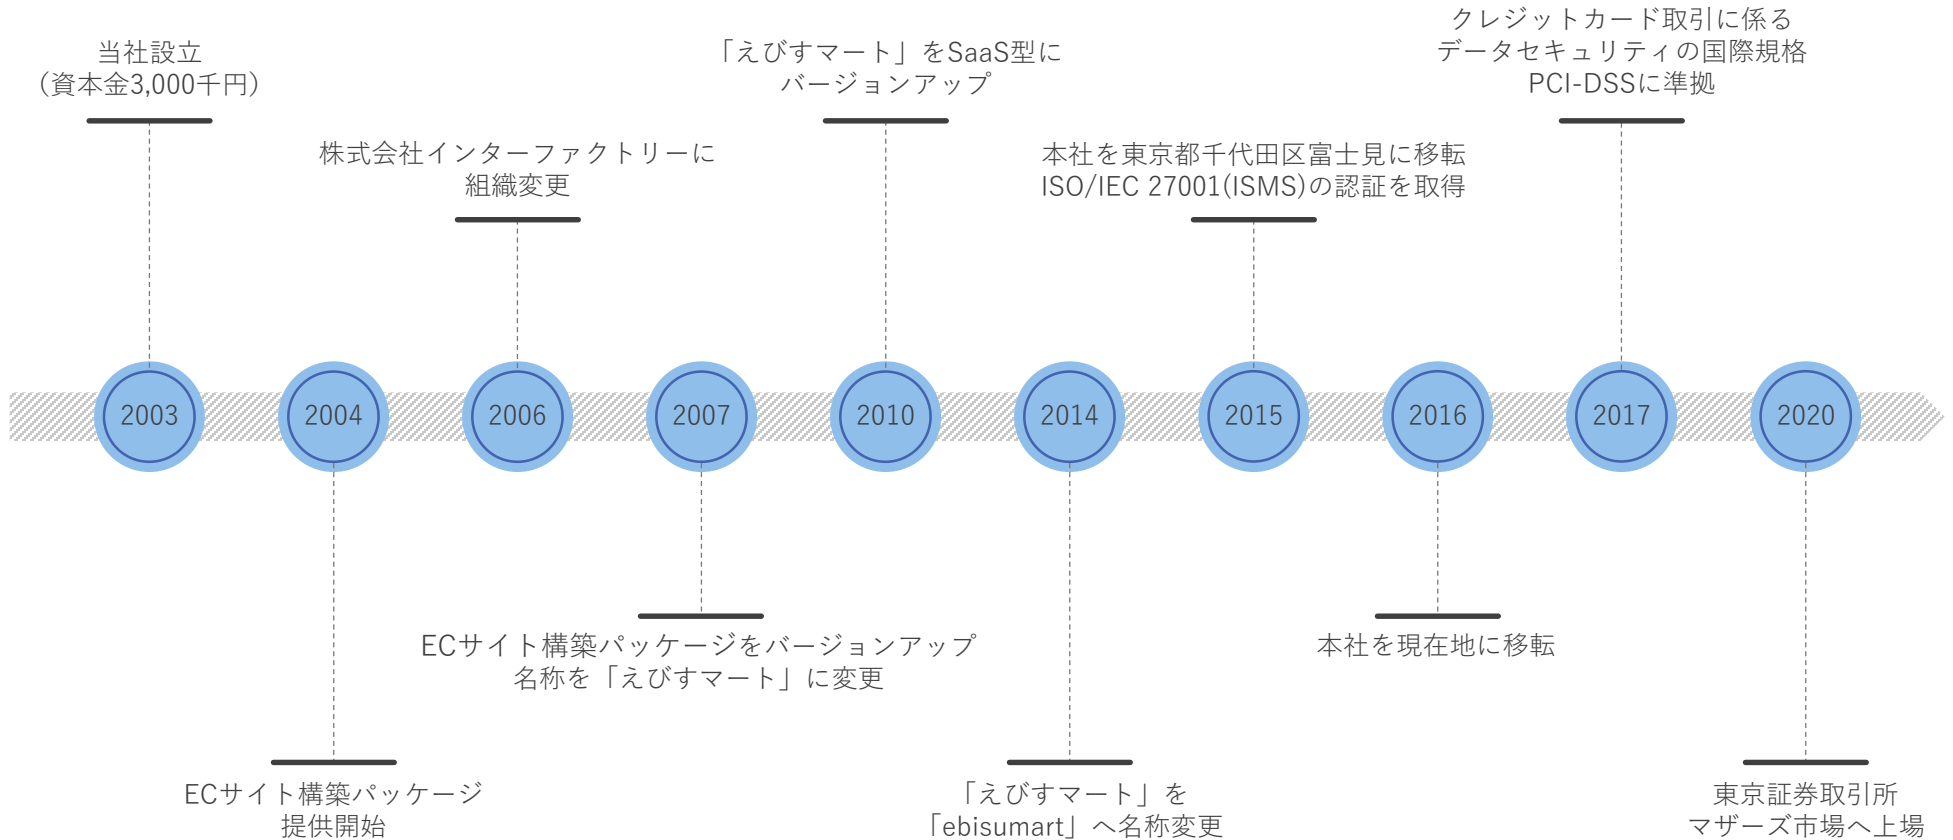 当社設立
(資本金3,000千円)
「えびすマート」をSaaS型に
バージョンアップ
クレジットカード取引に係る
データセキュリティの国際規格
PCI-DSSに準拠
株式会社インターファクトリーに
組織変更
本社を東京都千代田区富士見に移転
ISO/IEC 27001(ISMS)の認証を取得
2003
2004
2006
2007
2010
2014
2015
2016
2017
2020
ECサイト構築パッケージをバージョンアップ
名称を「えびすマート」に変更
本社を現在地に移転
ECサイト構築パッケージ
提供開始
「えびすマート」を
「ebisumart」へ名称変更
東京証券取引所
マザーズ市場へ上場